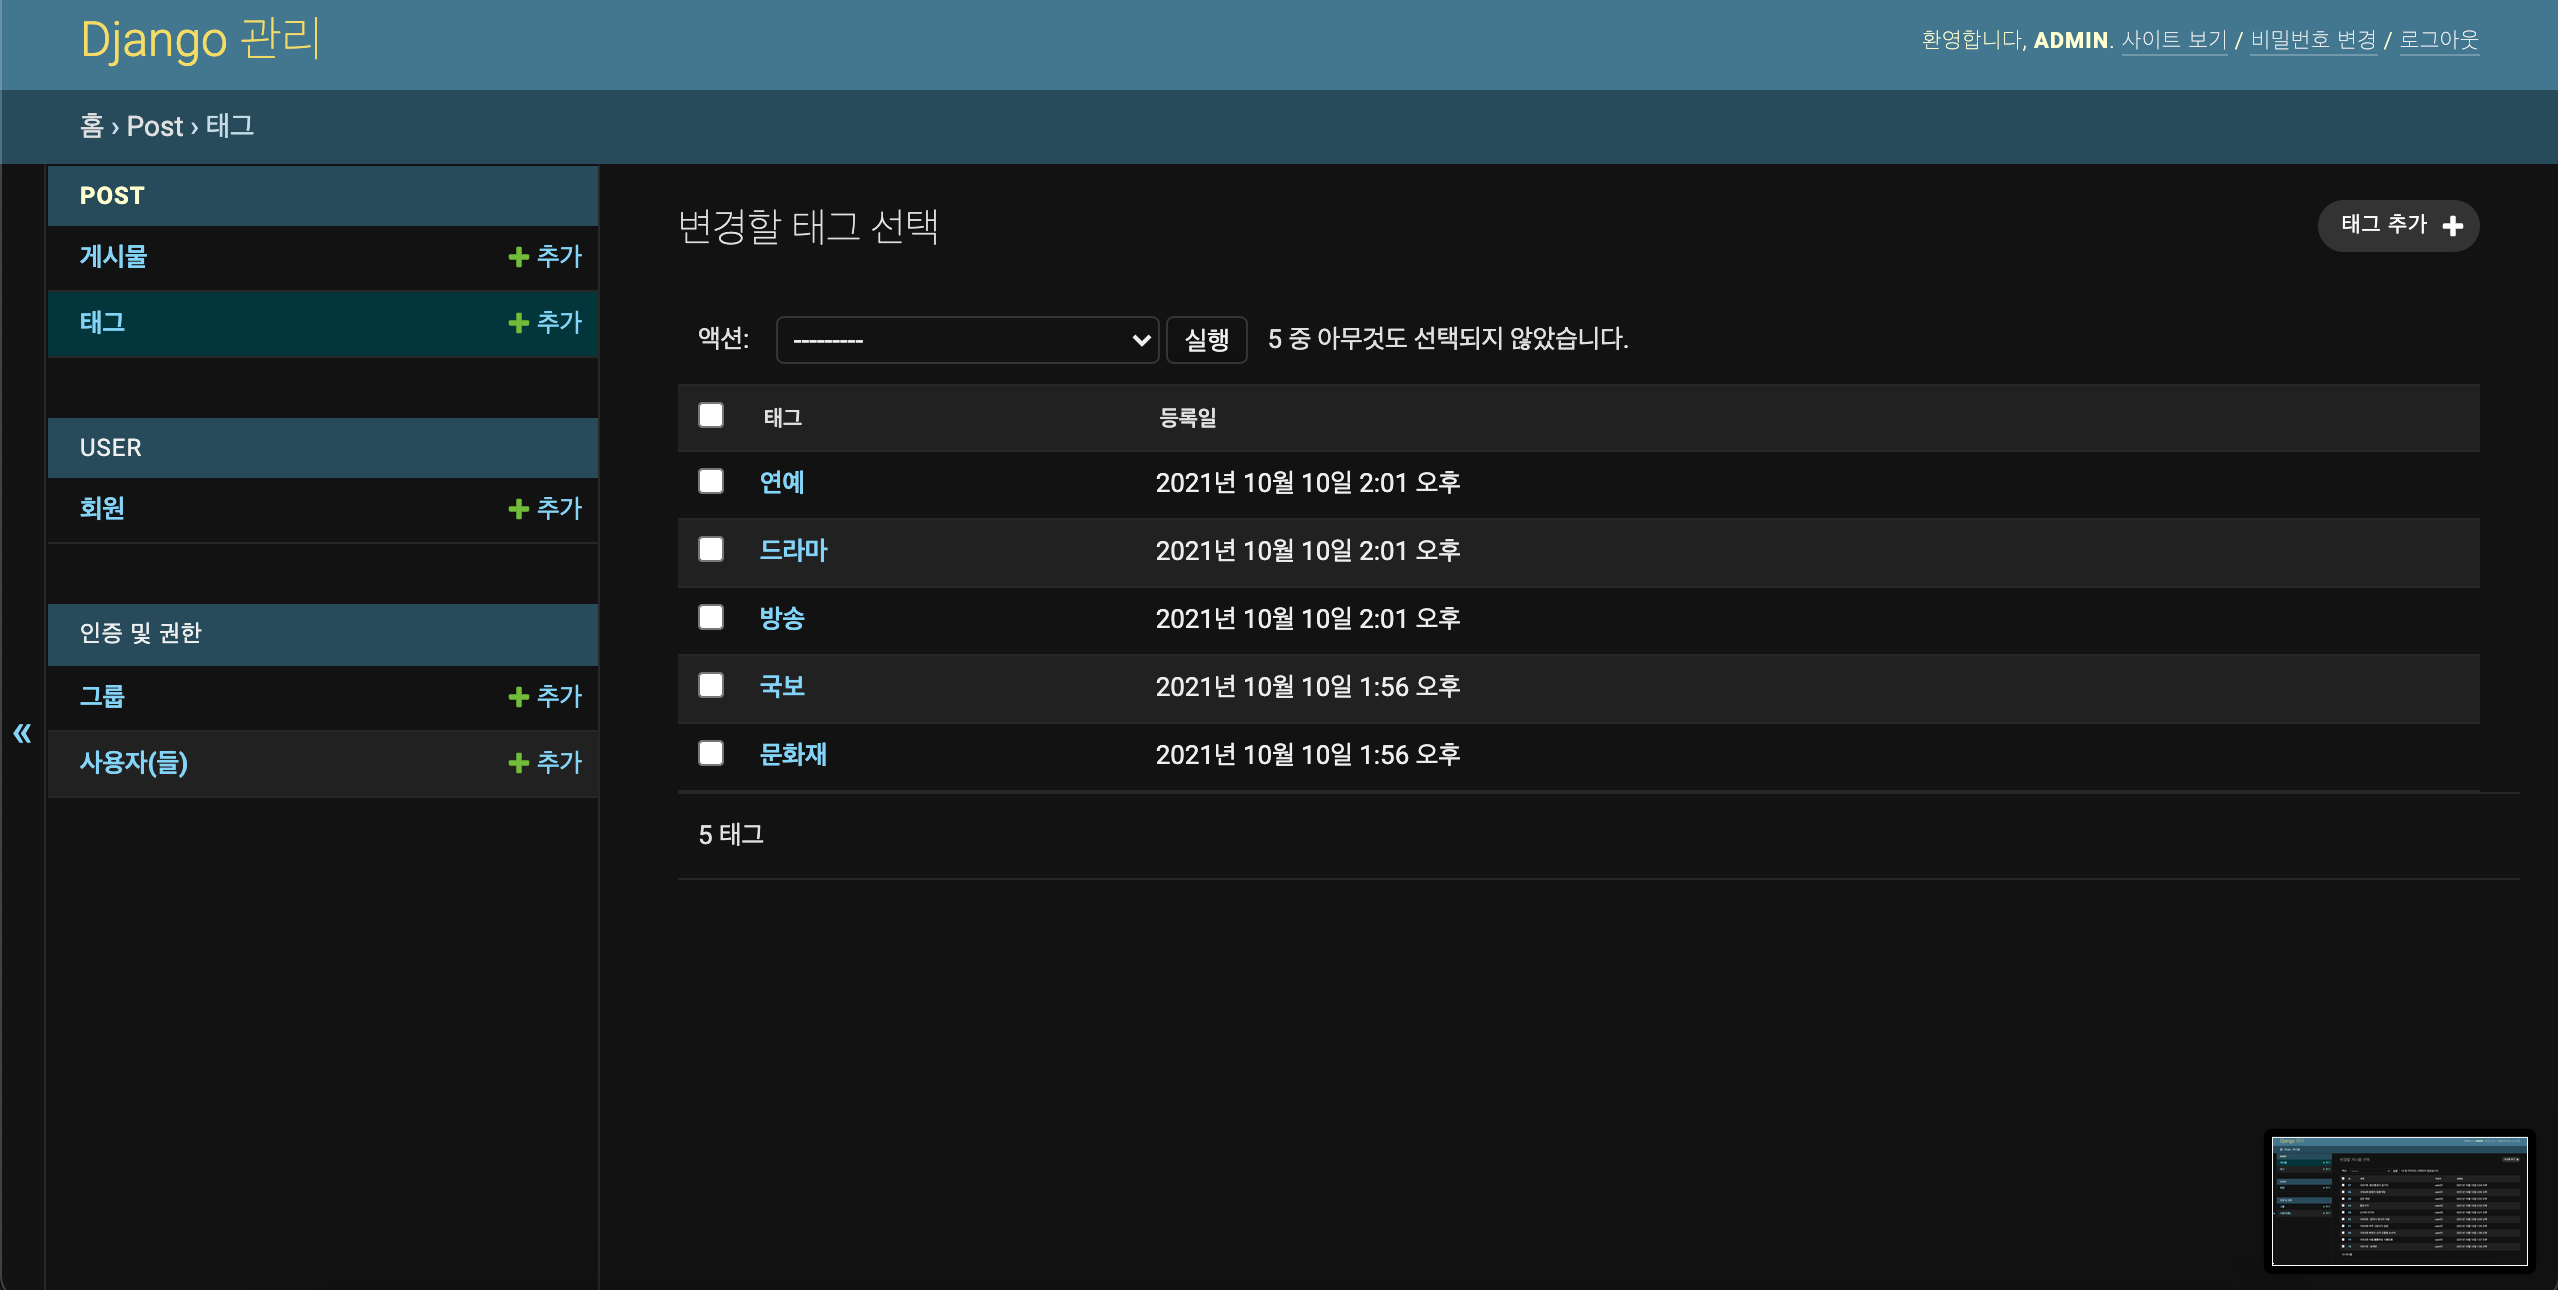 Django 관리
환영합니다, ADMIN. 사이트 보기 / 비밀번호 변경 / 로그아웃
홈 › Post › 태그
POST
게시물 추가
태그 추가
USER
회원 추가
인증 및 권한
그룹 추가
사용자(들) 추가
«
변경할 태그 선택
태그 추가
액션: --------- 실행 5 중 아무것도 선택되지 않았습니다.
태그 등록일
연예 2021년 10월 10일 2:01 오후
드라마 2021년 10월 10일 2:01 오후
방송 2021년 10월 10일 2:01 오후
국보 2021년 10월 10일 1:56 오후
문화재 2021년 10월 10일 1:56 오후
5 태그